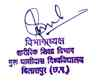 विभागाध्यक्ष
शारीरिक शिक्षा विभाग
गुरु घासीदास विश्वविद्यालय
बिलासपुर (छ.ग.)